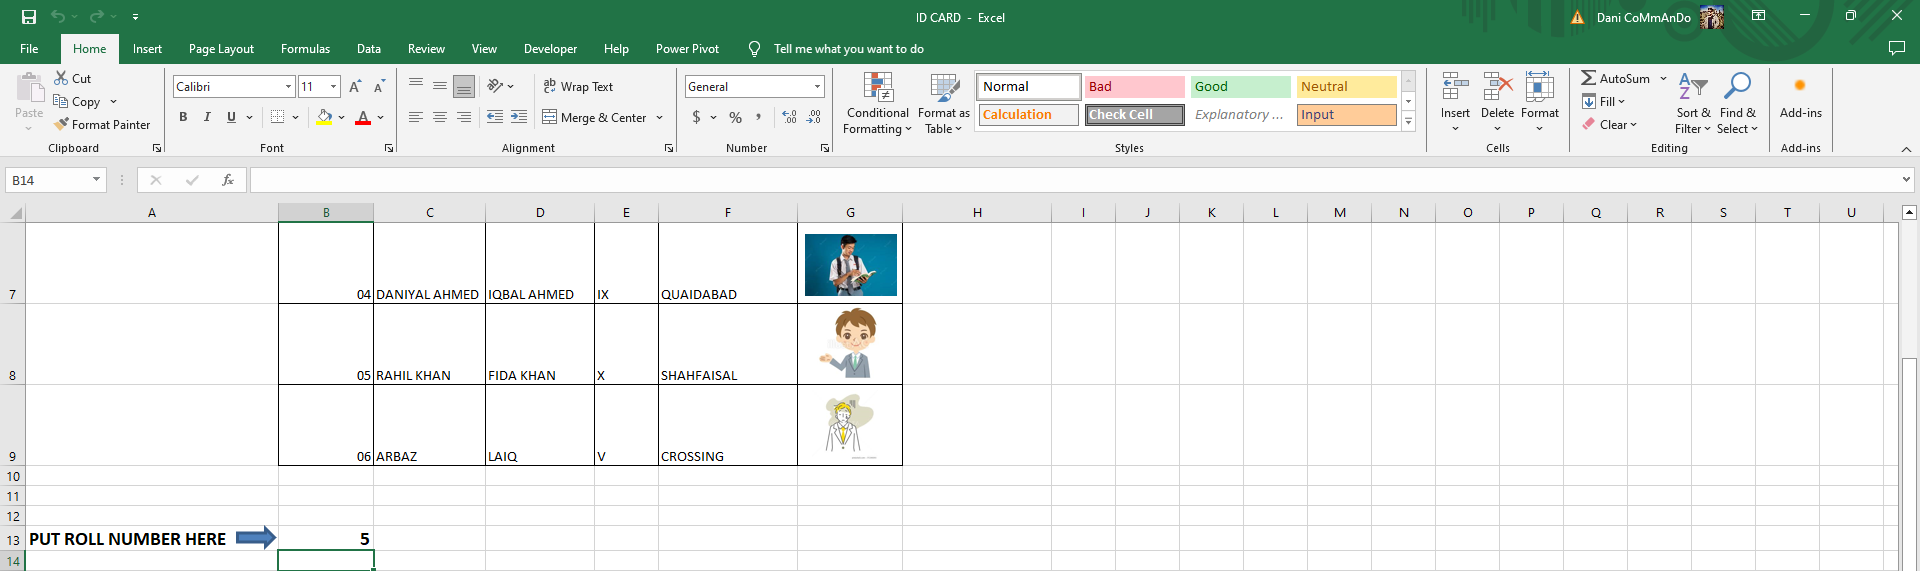 ID CARD - Excel
Dani CoMmAnDo
File Home Insert Page Layout Formulas Data Review View Developer Help Power Pivot Tell me what you want to do
Paste
Cut
Copy
Format Painter
Clipboard
Calibri 11
B I U
Font
Wrap Text
Merge & Center
Alignment
General
$ % ,
Number
Conditional Formatting
Format as Table
Normal Bad Good Neutral
Calculation Check Cell Explanatory ... Input
Styles
Insert Delete Format
Cells
AutoSum
Fill
Clear
Sort & Filter
Find & Select
Editing
Add-ins
Add-ins
B14 fx
A B C D E F G H I J K L M N O P Q R S T U
7 04 DANIYAL AHMED IQBAL AHMED IX QUAIDABAD
8 05 RAHIL KHAN FIDA KHAN X SHAHFAISAL
9 06 ARBAZ LAIQ V CROSSING
10
11
12
13 PUT ROLL NUMBER HERE 5
14